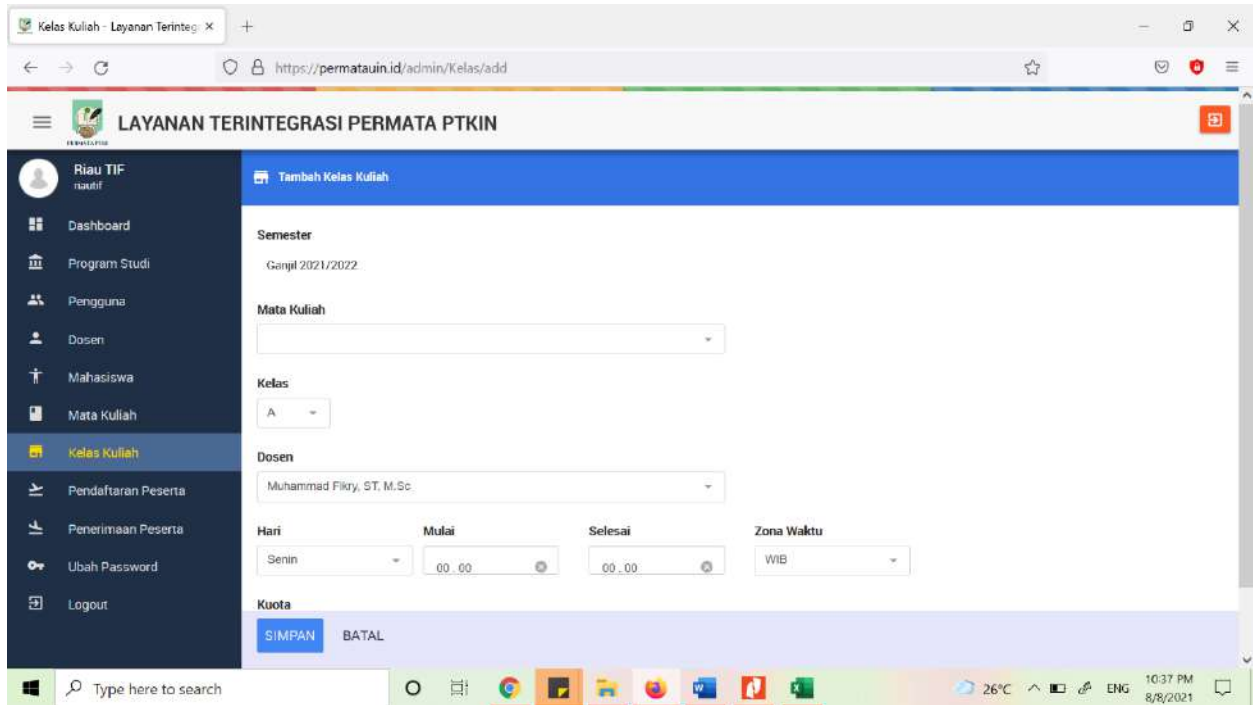 Kelas Kuliah - Layanan Terinteg
https://permatauin.id/admin/Kelas/add
LAYANAN TERINTEGRASI PERMATA PTKIN
Riau TIF
riautif
Dashboard
Program Studi
Pengguna
Dosen
Mahasiswa
Mata Kuliah
Kelas Kuliah
Pendaftaran Peserta
Penerimaan Peserta
Ubah Password
Logout
Tambah Kelas Kuliah
Semester
Ganjil 2021/2022
Mata Kuliah
Kelas
A
Dosen
Muhammad Fikry, ST, M.Sc
Hari Mulai Selesai Zona Waktu
Senin 00.00 00.00 WIB
Kuota
SIMPAN BATAL
Type here to search
26°C ENG 10:37 PM
8/8/2021